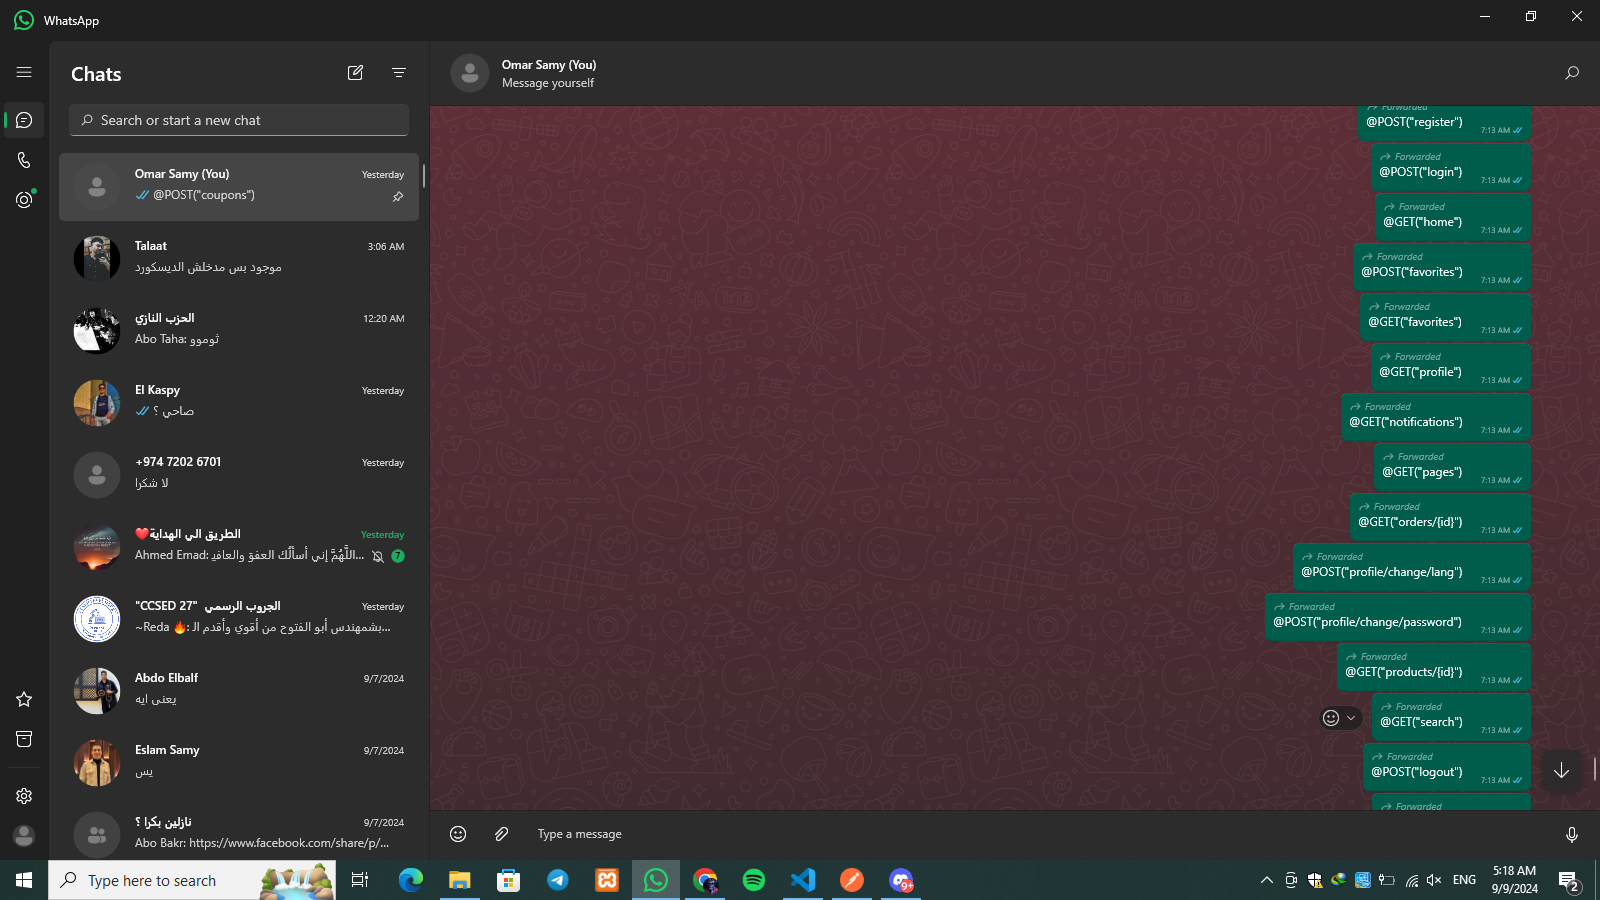 WhatsApp
Chats
Search or start a new chat
Omar Samy (You)
Yesterday
@POST("coupons")
Talaat
3:06 AM
موجود بس مدخلش الديسكورد
الحزب النازي
12:20 AM
Abo Taha: ثوموو
El Kaspy
Yesterday
صاحي ؟
+974 7202 6701
Yesterday
لا شكرا
الطريق الي الهداية❤️
Yesterday
Ahmed Emad: اللَّهُمَّ إني أسألُكَ العفوَ والعافي...
7
"CCSED 27" الجروب الرسمي
Yesterday
~Reda 🔥: بشمهندس أبو الفتوح من أقوي وأقدم الـ...
Abdo Elbalf
9/7/2024
يعنى ايه
Eslam Samy
9/7/2024
يس
نازلين بكرا ؟
9/7/2024
Abo Bakr: https://www.facebook.com/share/p/...
Omar Samy (You)
Message yourself
Forwarded
@POST("register")
7:13 AM
Forwarded
@POST("login")
7:13 AM
Forwarded
@GET("home")
7:13 AM
Forwarded
@POST("favorites")
7:13 AM
Forwarded
@GET("favorites")
7:13 AM
Forwarded
@GET("profile")
7:13 AM
Forwarded
@GET("notifications")
7:13 AM
Forwarded
@GET("pages")
7:13 AM
Forwarded
@GET("orders/{id}")
7:13 AM
Forwarded
@POST("profile/change/lang")
7:13 AM
Forwarded
@POST("profile/change/password")
7:13 AM
Forwarded
@GET("products/{id}")
7:13 AM
Forwarded
@GET("search")
7:13 AM
Forwarded
@POST("logout")
7:13 AM
Forwarded
Type a message
Type here to search
9+
ENG
5:18 AM
9/9/2024
2